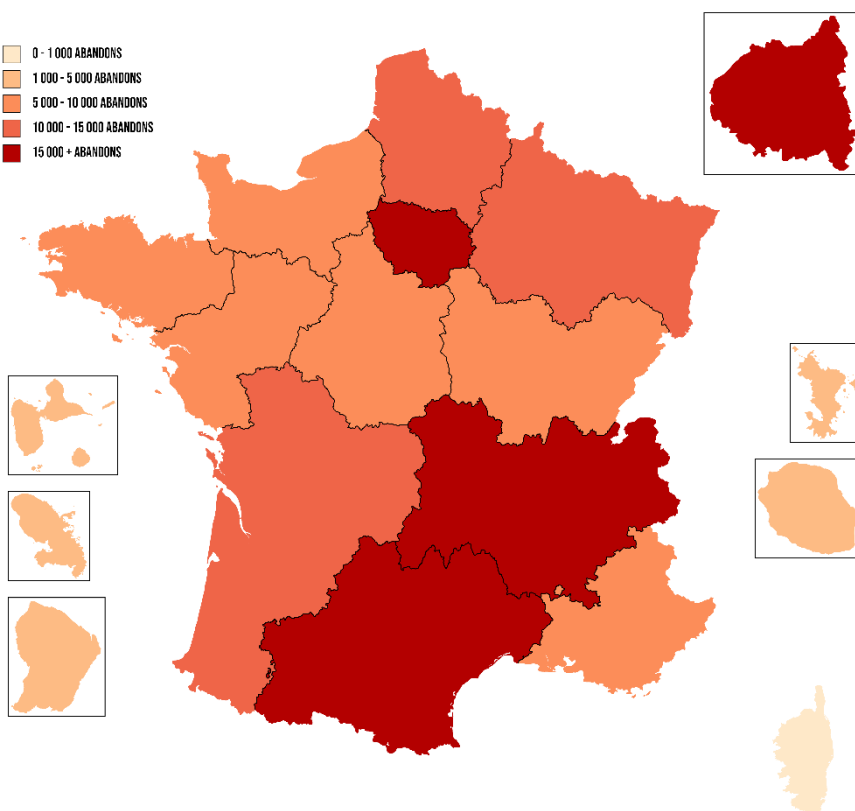 0 - 1 000 ABANDONS
1 000 - 5 000 ABANDONS
5 000 - 10 000 ABANDONS
10 000 - 15 000 ABANDONS
15 000 + ABANDONS